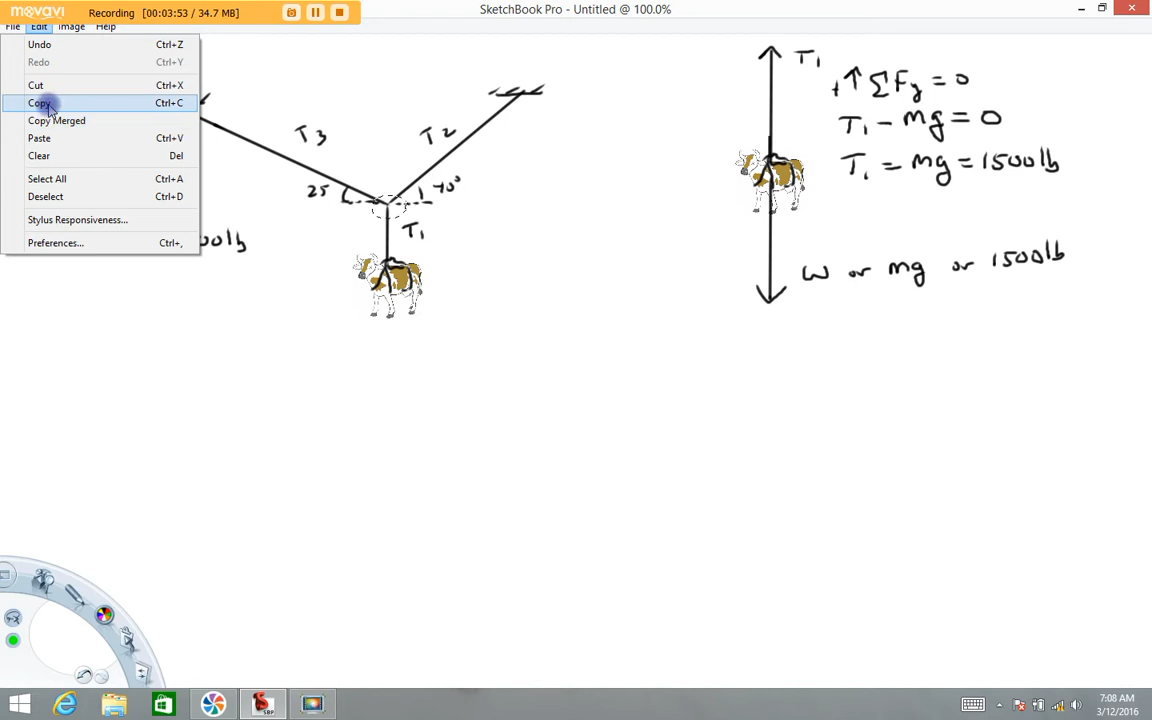 movavi Recording [ 00:03:53 / 34.7 MB ] SketchBook Pro - Untitled @ 100.0%
File Edit Image Help
Undo Ctrl+Z
Redo Ctrl+Y
Cut Ctrl+X
Copy Ctrl+C
Copy Merged
Paste Ctrl+V
Clear Del
Select All Ctrl+A
Deselect Ctrl+D
Stylus Responsiveness...
Preferences... Ctrl+,
00lb
T3
T2
25
40°
T1
T1
+↑ ΣFy = 0
T1 - mg = 0
T1 = mg = 1500lb
W or mg or 1500lb
SBP
7:08 AM
3/12/2016